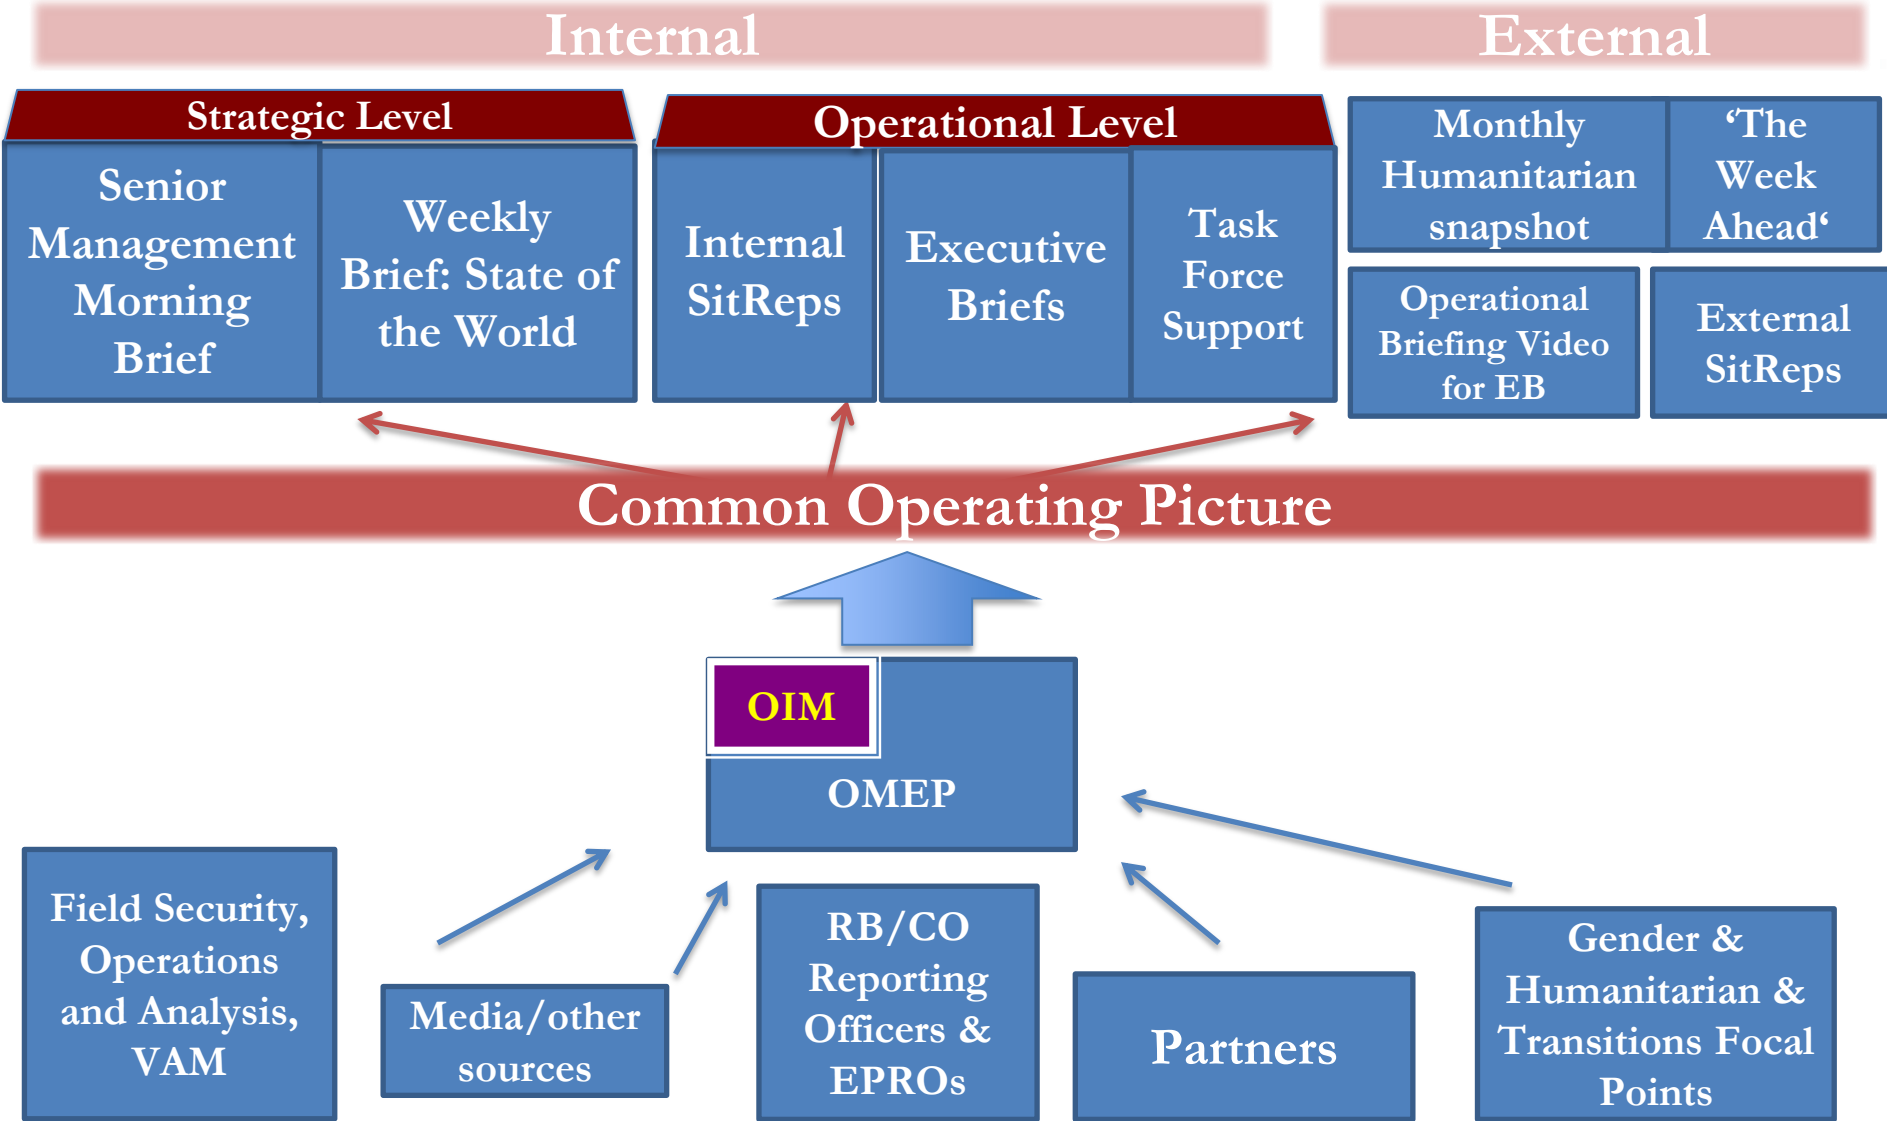 Internal
External
Strategic Level
Operational Level
Senior
Management
Morning
Brief
Weekly
Brief: State of
the World
Internal
SitReps
Executive
Briefs
Task
Force
Support
Monthly
Humanitarian
snapshot
‘The
Week
Ahead‘
Operational
Briefing Video
for EB
External
SitReps
Common Operating Picture
OIM
OMEP
Field Security,
Operations
and Analysis,
VAM
Media/other
sources
RB/CO
Reporting
Officers &
EPROs
Partners
Gender &
Humanitarian &
Transitions Focal
Points